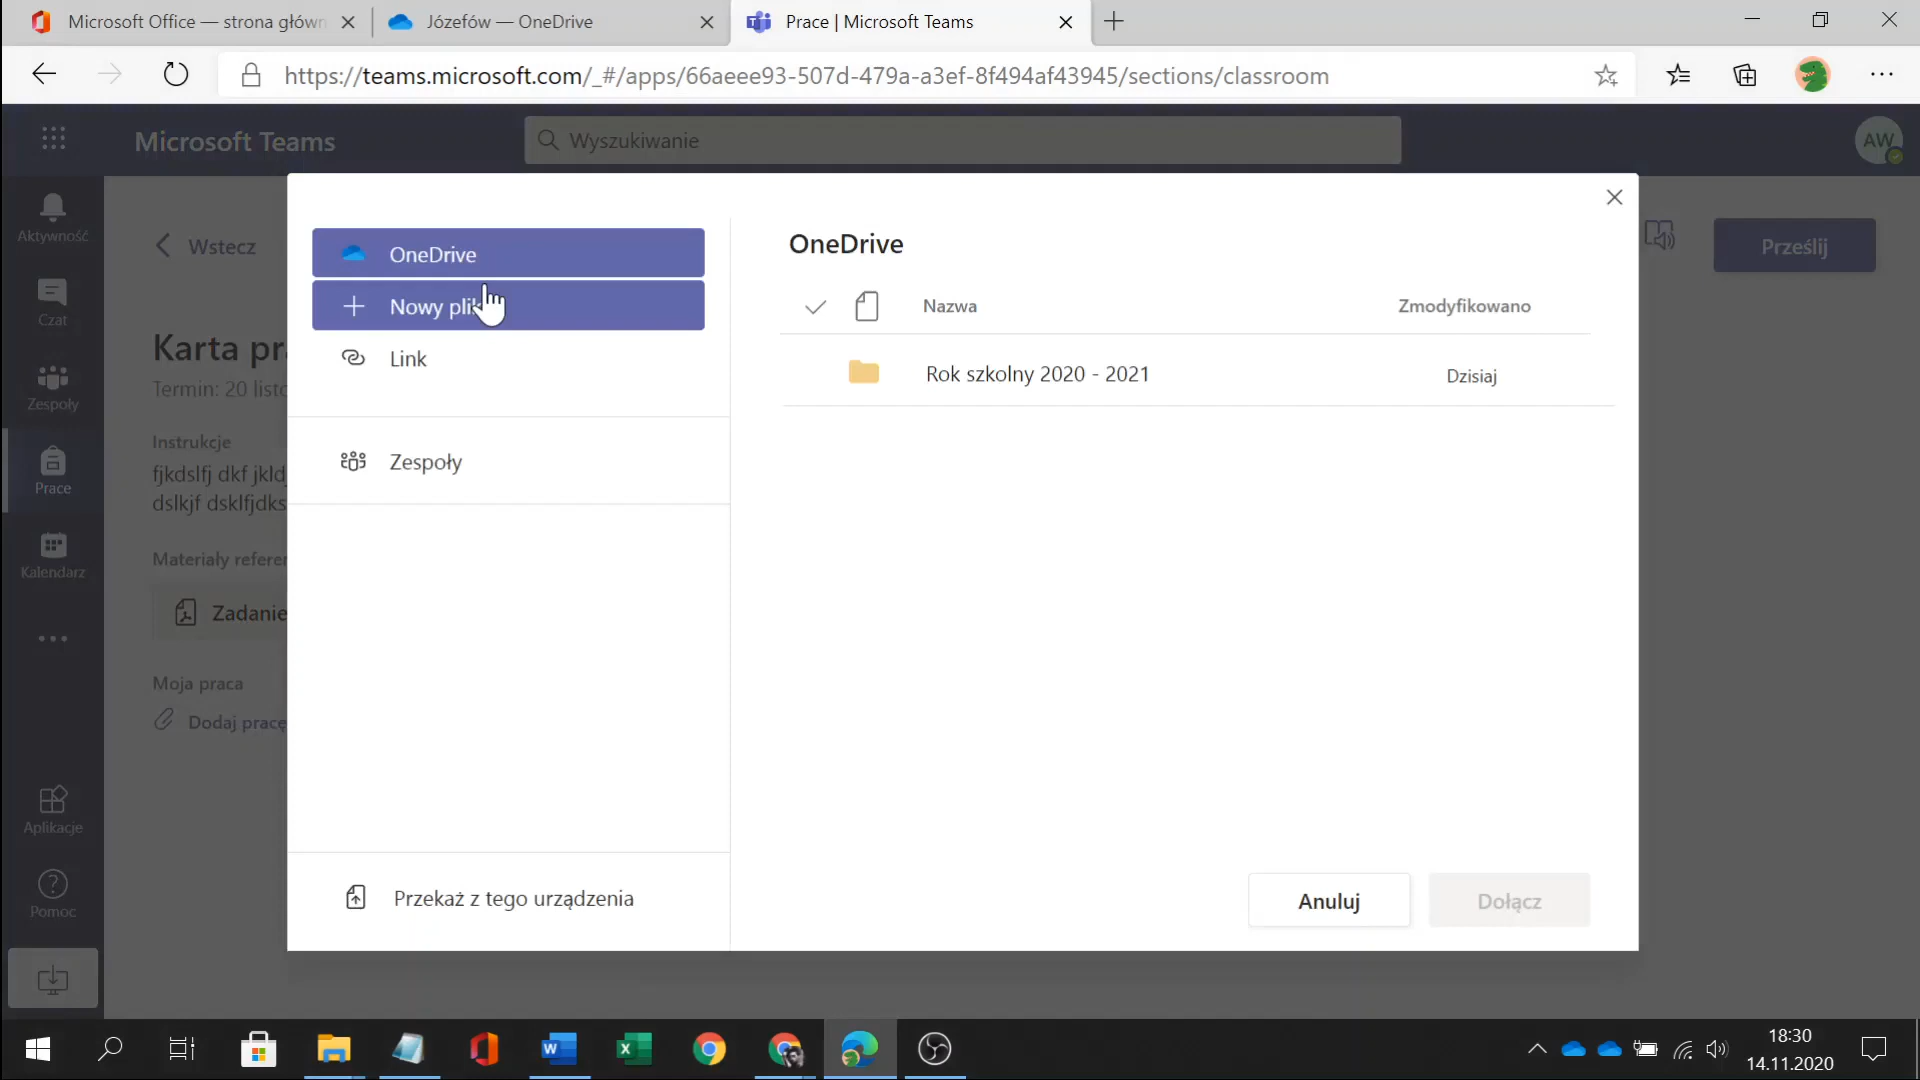 Microsoft Office — strona główn
Józefów — OneDrive
Prace | Microsoft Teams
https://teams.microsoft.com/_#/apps/66aeee93-507d-479a-a3ef-8f494af43945/sections/classroom
Microsoft Teams
Wyszukiwanie
AW
Aktywność
Czat
Zespoły
Prace
Kalendarz
Aplikacje
Pomoc
Wstecz
Prześlij
Karta pr
Termin: 20 listo
Instrukcje
fjkdslfj dkf jkld
dslkjf dsklfjdks
Materiały referen
Zadanie
Moja praca
Dodaj pracę
OneDrive
Nowy plik
Link
Zespoły
Przekaż z tego urządzenia
OneDrive
Nazwa
Zmodyfikowano
Rok szkolny 2020 - 2021
Dzisiaj
Anuluj
Dołącz
18:30
14.11.2020